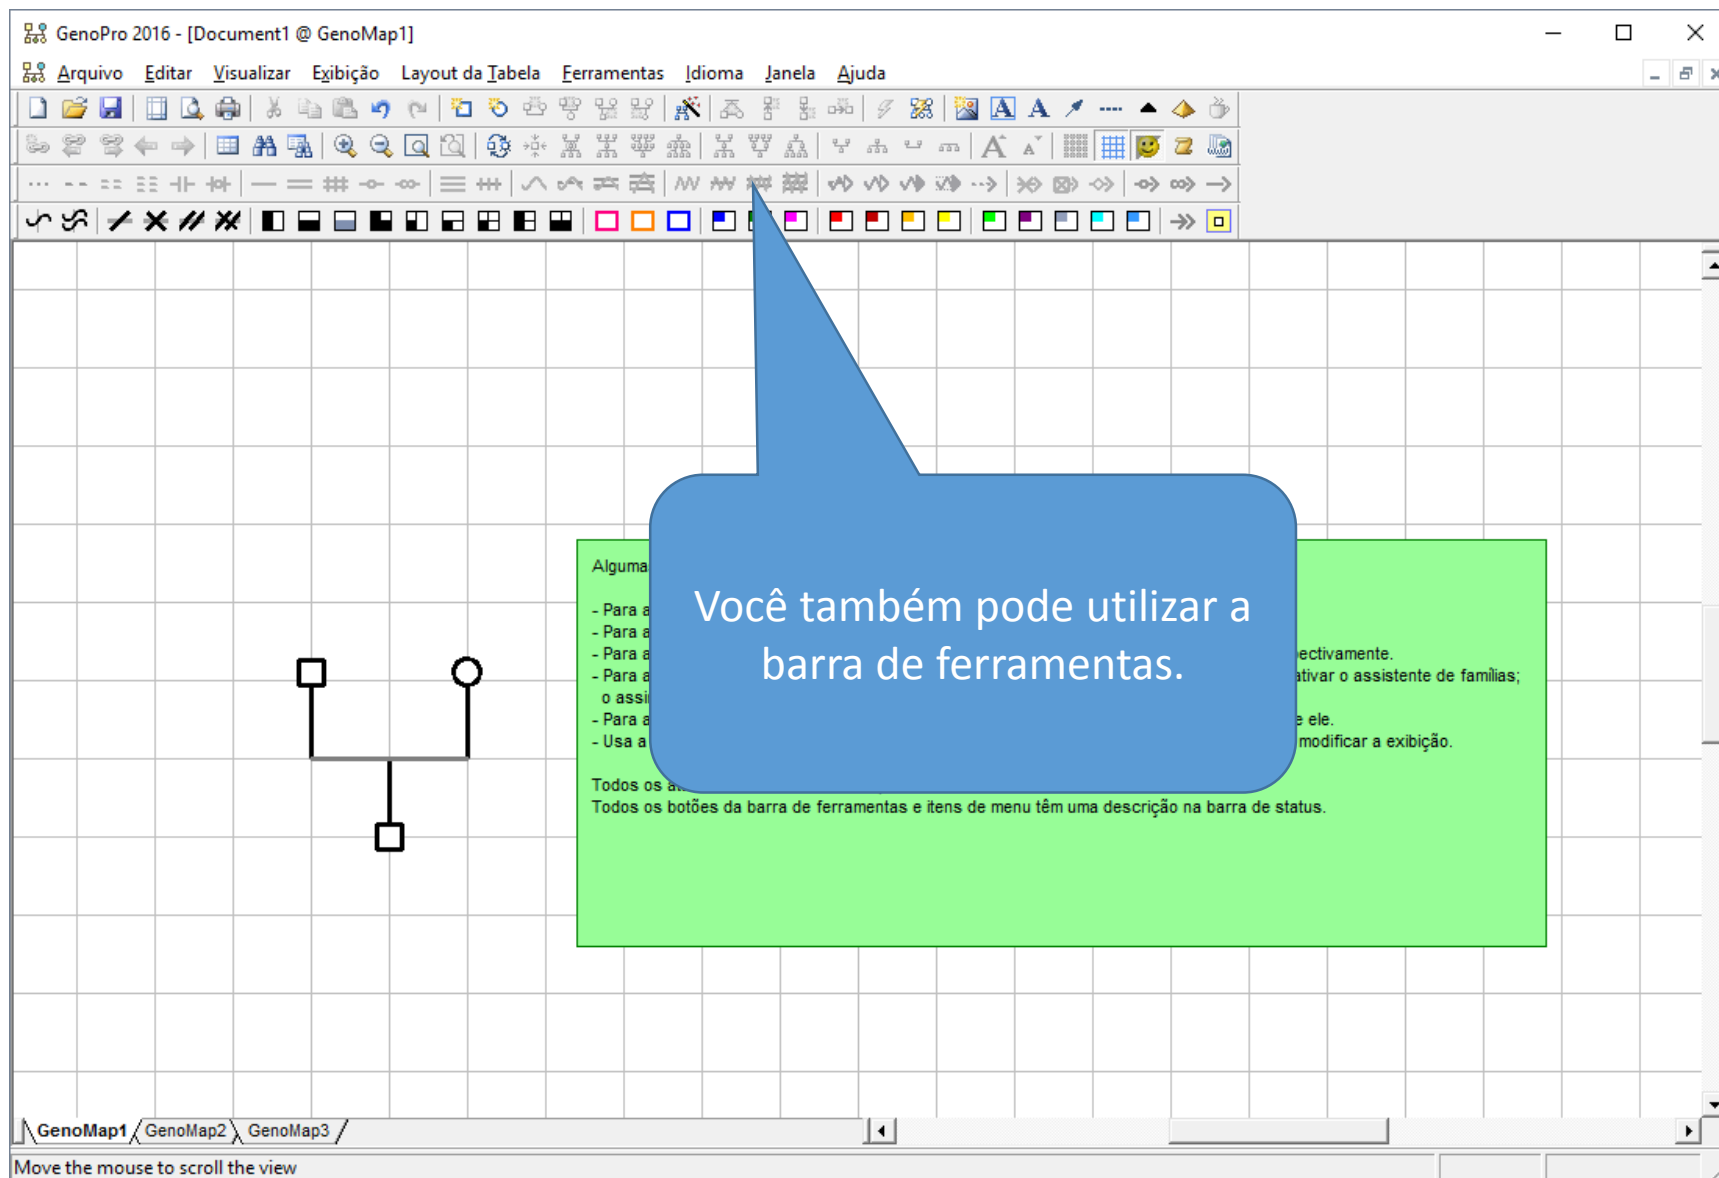 GenoPro 2016 - [Document1 @ GenoMap1]
Arquivo Editar Visualizar Exibição Layout da Tabela Ferramentas Idioma Janela Ajuda
Você também pode utilizar a
barra de ferramentas.
- Para
- Para
- Para
- Para ativar o assistente de famílias;
o
- Para e ele.
- Usa a modificar a exibição.
Todos os
Todos os botões da barra de ferramentas e itens de menu têm uma descrição na barra de status.
GenoMap1 GenoMap2 GenoMap3
Move the mouse to scroll the view